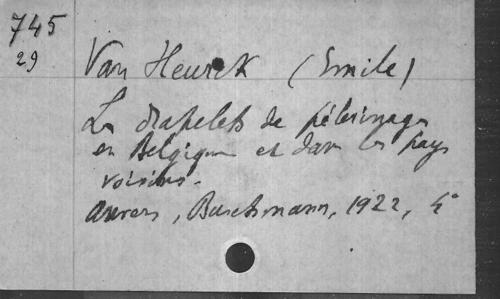 745
29
Van Heurck (Emile)
Les drapelets de pélerinages
en Belgique et dans les pays
voisins.
Anvers, Buschmann, 1922, 4°